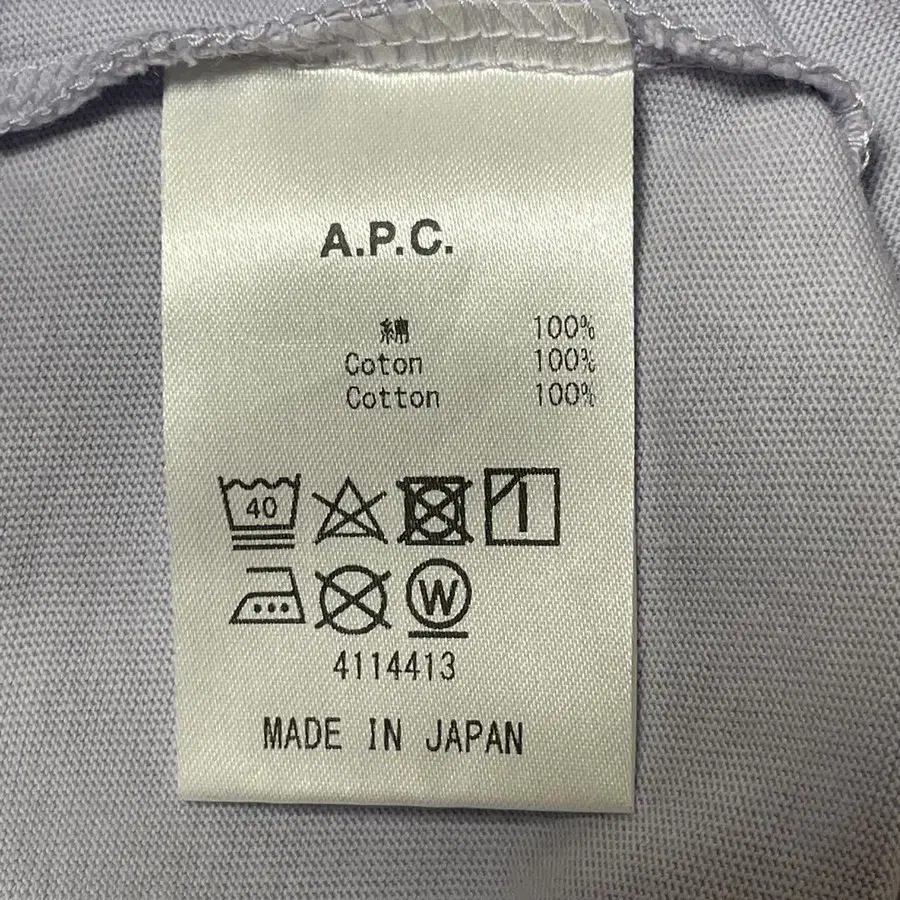 A.P.C.
綿 100%
Coton 100%
Cotton 100%
40
W
4114413
MADE IN JAPAN